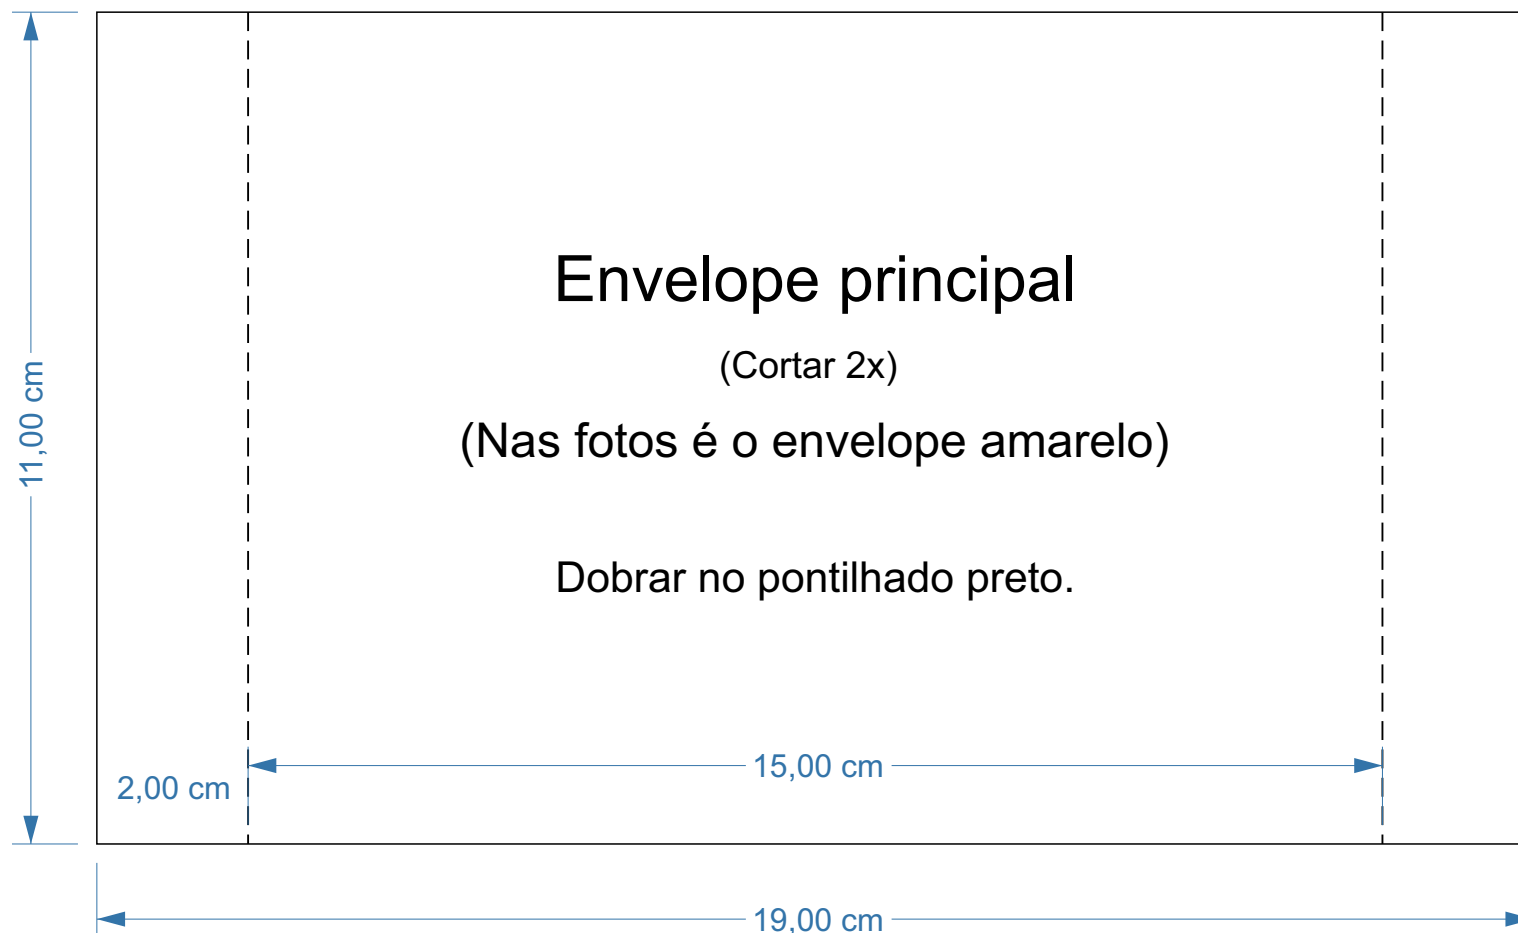 Envelope principal
(Cortar 2x)
(Nas fotos é o envelope amarelo)
11,00 cm
Dobrar no pontilhado preto.
15,00 cm
2,00 cm
19,00 cm